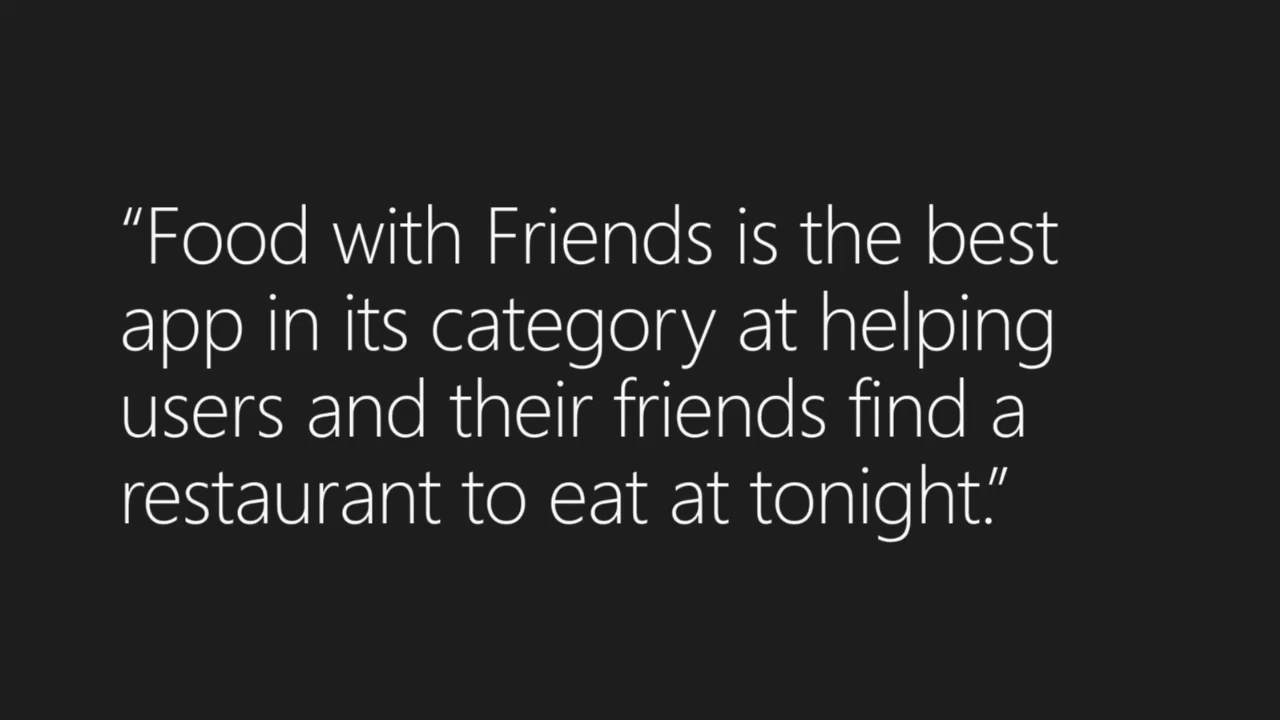 “Food with Friends is the best
app in its category at helping
users and their friends find a
restaurant to eat at tonight.”